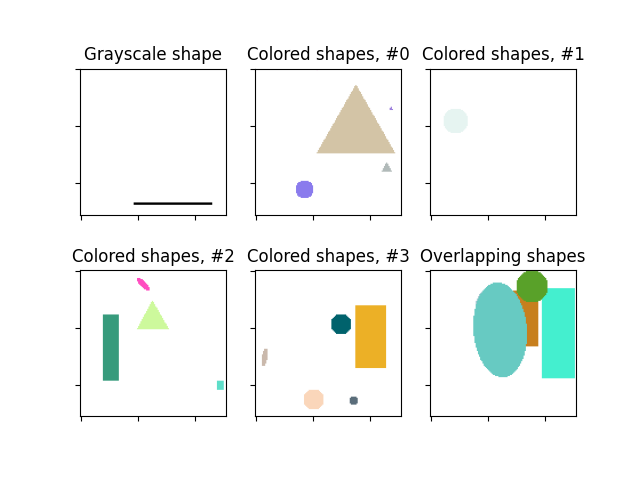 Grayscale shape
Colored shapes, #0
Colored shapes, #1
Colored shapes, #2
Colored shapes, #3
Overlapping shapes